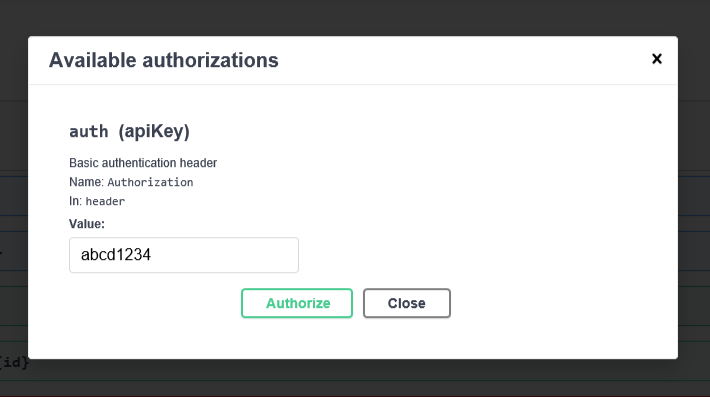 Available authorizations
×
auth (apiKey)
Basic authentication header
Name: Authorization
In: header
Value:
abcd1234
Authorize Close
{id}